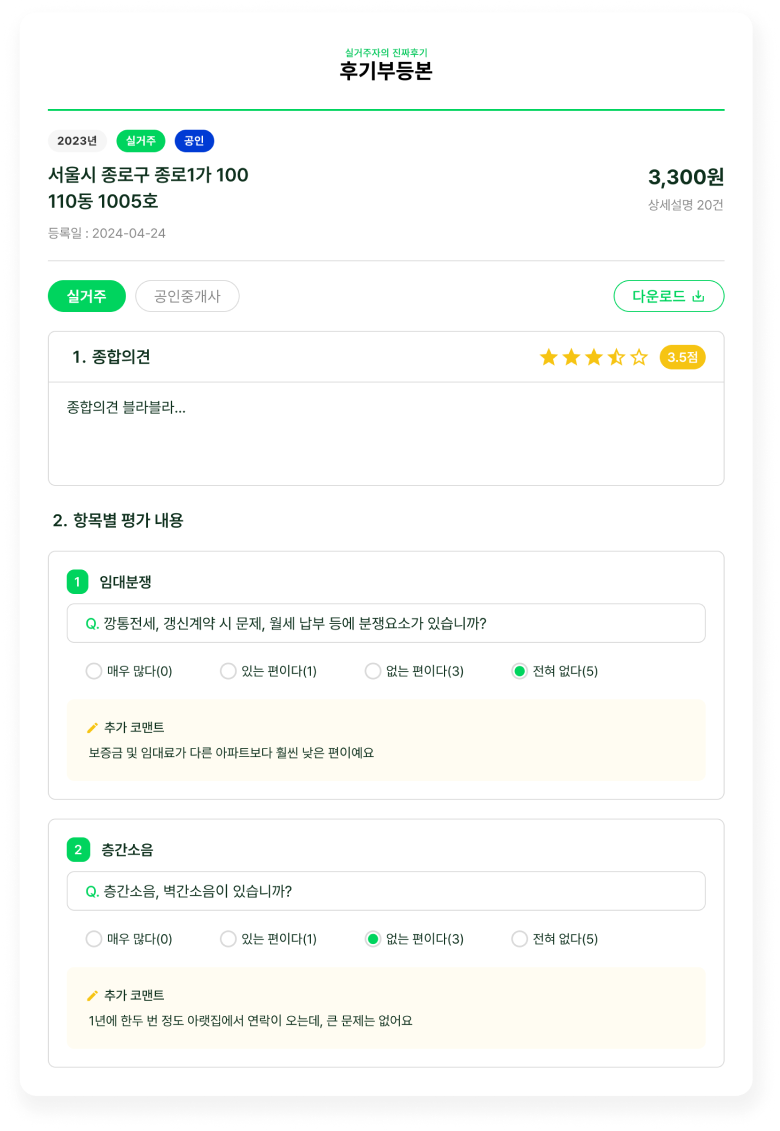 실거주자의 진짜후기
후기부등본
2023년 실거주 공인
서울시 종로구 종로1가 100
110동 1005호
3,300원
상세설명 20건
등록일 : 2024-04-24
실거주 공인중개사 다운로드
1. 종합의견 3.5점
종합의견 블라블라...
2. 항목별 평가 내용
1 임대분쟁
Q. 깡통전세, 갱신계약 시 문제, 월세 납부 등에 분쟁요소가 있습니까?
매우 많다(0) 있는 편이다(1) 없는 편이다(3) 전혀 없다(5)
추가 코맨트
보증금 및 임대료가 다른 아파트보다 훨씬 낮은 편이예요
2 층간소음
Q. 층간소음, 벽간소음이 있습니까?
매우 많다(0) 있는 편이다(1) 없는 편이다(3) 전혀 없다(5)
추가 코맨트
1년에 한두 번 정도 아랫집에서 연락이 오는데, 큰 문제는 없어요